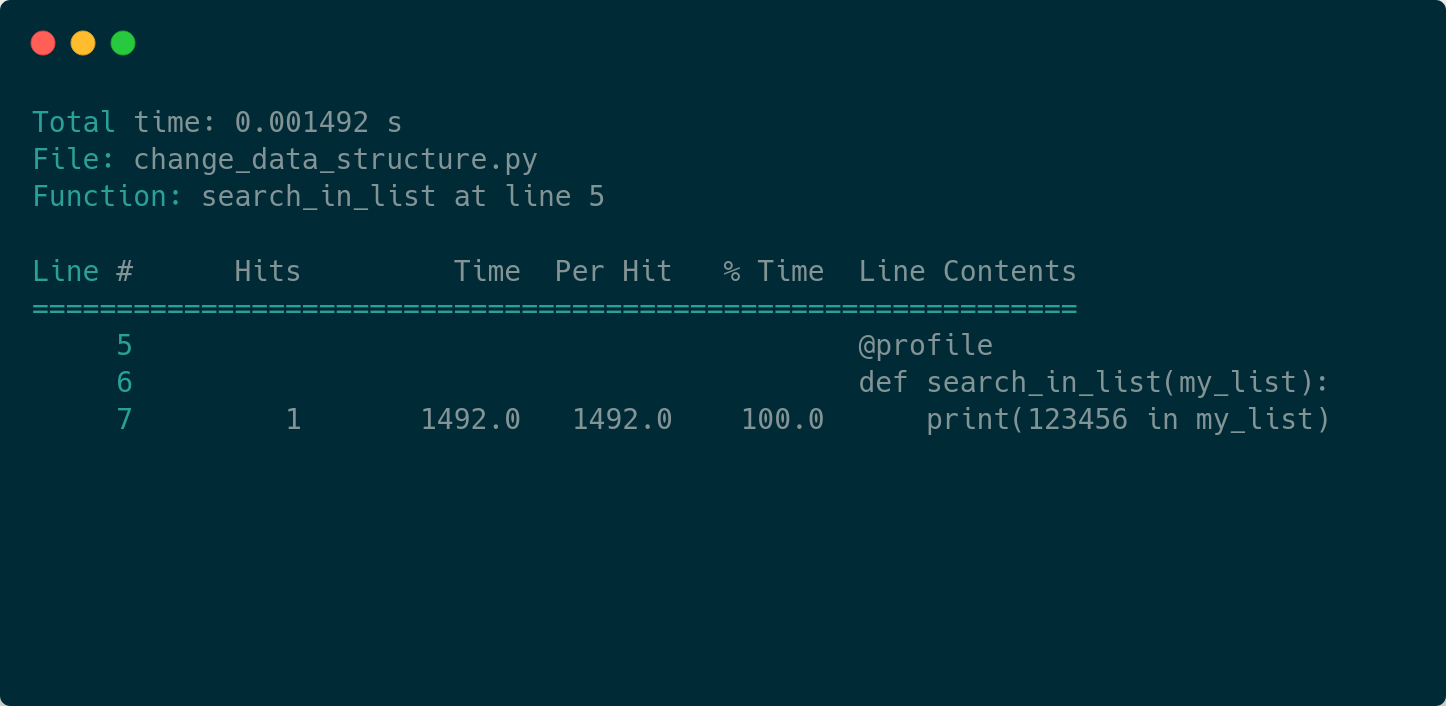 Total time: 0.001492 s
File: change_data_structure.py
Function: search_in_list at line 5
Line #      Hits         Time  Per Hit   % Time  Line Contents
==============================================================
     5                                           @profile
     6                                           def search_in_list(my_list):
     7         1       1492.0   1492.0    100.0      print(123456 in my_list)